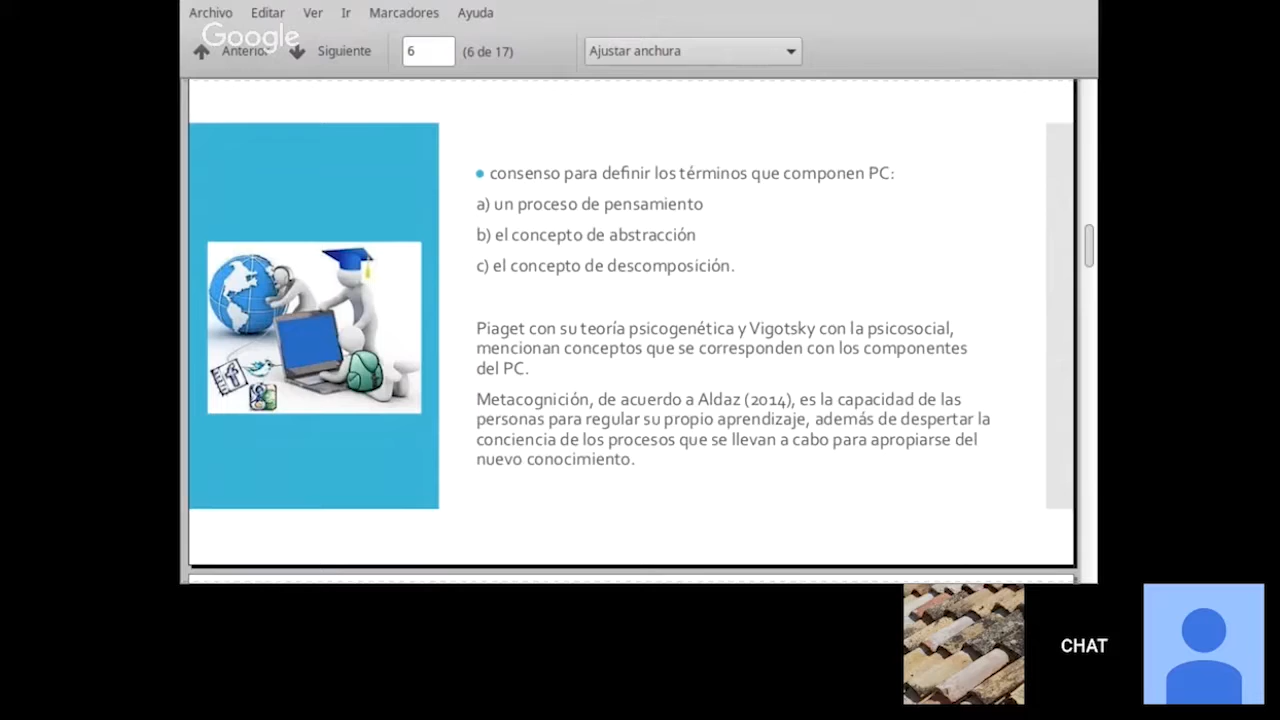 Archivo Editar Ver Ir Marcadores Ayuda
Google
Anterior Siguiente 6 (6 de 17) Ajustar anchura
• consenso para definir los términos que componen PC:
a) un proceso de pensamiento
b) el concepto de abstracción
c) el concepto de descomposición.
Piaget con su teoría psicogenética y Vigotsky con la psicosocial,
mencionan conceptos que se corresponden con los componentes
del PC.
Metacognición, de acuerdo a Aldaz (2014), es la capacidad de las
personas para regular su propio aprendizaje, además de despertar la
conciencia de los procesos que se llevan a cabo para apropiarse del
nuevo conocimiento.
CHAT